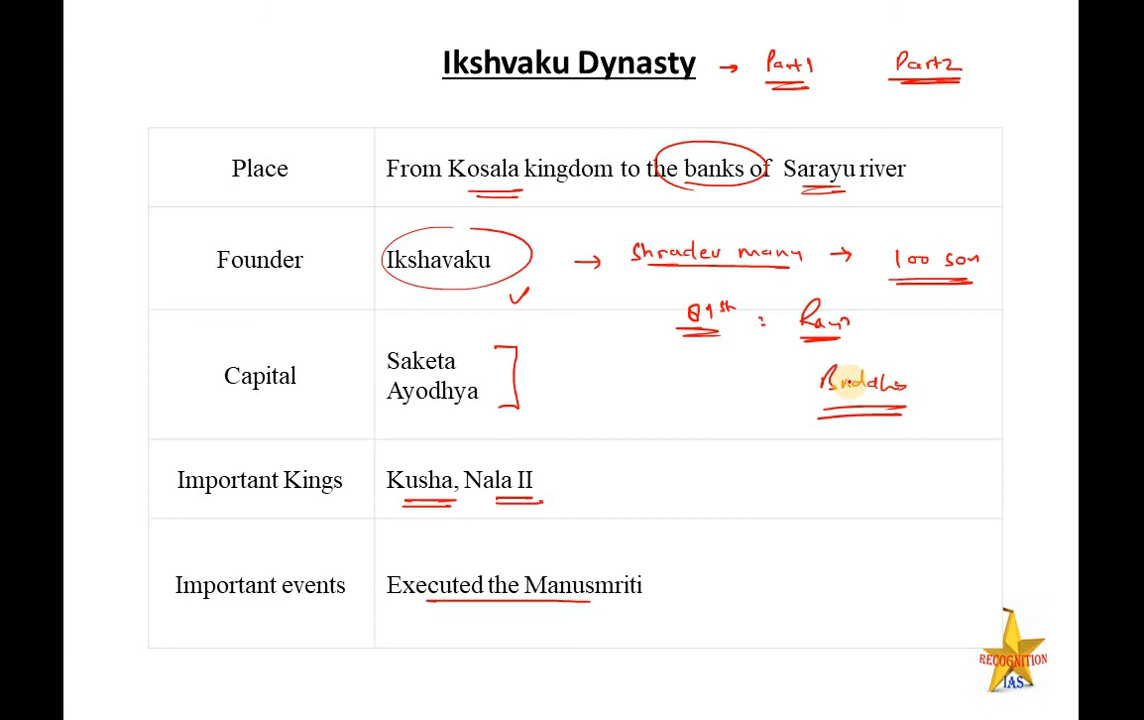 Ikshvaku Dynasty → Part1 Part2
Place From Kosala kingdom to the banks of Sarayu river
Founder Ikshavaku → Shradev manu → 100 son
81st : Ram
Capital Saketa
Ayodhya
Buddha
Important Kings Kusha, Nala II
Important events Executed the Manusmriti
RECOGNITION
IAS